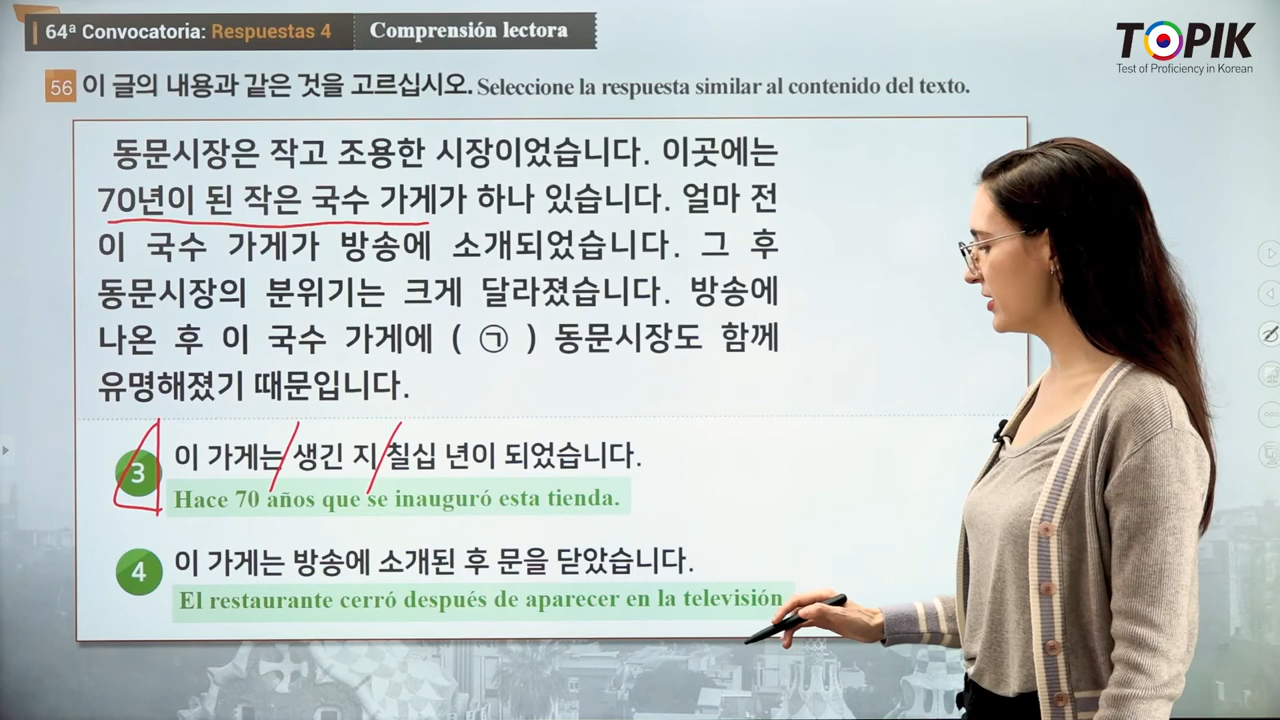 64ª Convocatoria: Respuestas 4
Comprensión lectora
TOPIK
Test of Proficiency in Korean
56 이 글의 내용과 같은 것을 고르십시오. Seleccione la respuesta similar al contenido del texto.
동문시장은 작고 조용한 시장이었습니다. 이곳에는
70년이 된 작은 국수 가게가 하나 있습니다. 얼마 전
이 국수 가게가 방송에 소개되었습니다. 그 후
동문시장의 분위기는 크게 달라졌습니다. 방송에
나온 후 이 국수 가게에 ( ㉠ ) 동문시장도 함께
유명해졌기 때문입니다.
3 이 가게는 생긴 지 칠십 년이 되었습니다.
Hace 70 años que se inauguró esta tienda.
4 이 가게는 방송에 소개된 후 문을 닫았습니다.
El restaurante cerró después de aparecer en la televisión